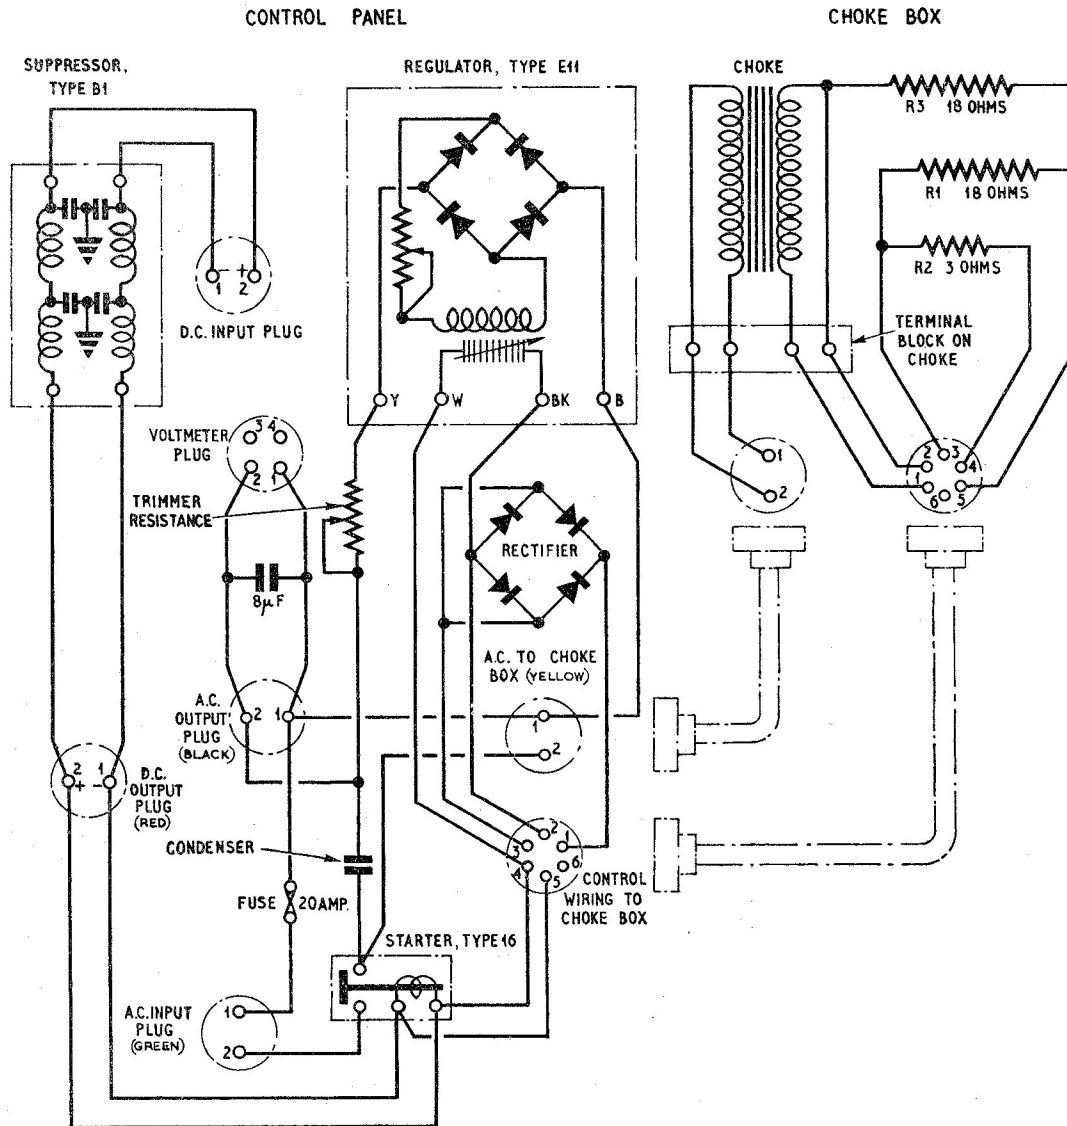 CONTROL PANEL
CHOKE BOX
SUPPRESSOR,
TYPE B1
REGULATOR, TYPE E11
CHOKE
R3 18 OHMS
R1 18 OHMS
R2 3 OHMS
- +
1 2
D.C. INPUT PLUG
TERMINAL
BLOCK ON
CHOKE
Y W BK B
VOLTMETER
PLUG
3 4
2 1
1
2
2 3 4
1 6 5
TRIMMER
RESISTANCE
RECTIFIER
8µF
A.C. TO CHOKE
BOX (YELLOW)
1
2
A.C.
OUTPUT
PLUG
(BLACK)
2 1
2 1
+ -
D.C.
OUTPUT
PLUG
(RED)
CONDENSER
2 1
3 6
4 5
CONTROL
WIRING TO
CHOKE BOX
FUSE 20AMP.
STARTER, TYPE 16
A.C. INPUT
PLUG
(GREEN)
1
2